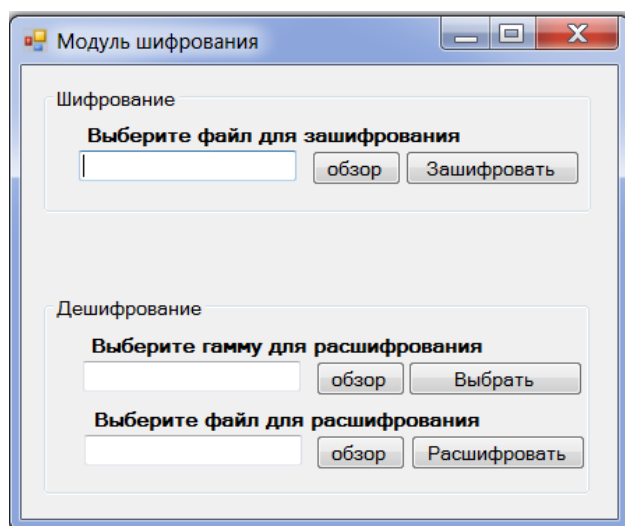 Модуль шифрования
Шифрование
Выберите файл для зашифрования
обзор Зашифровать
Дешифрование
Выберите гамму для расшифрования
обзор Выбрать
Выберите файл для расшифрования
обзор Расшифровать